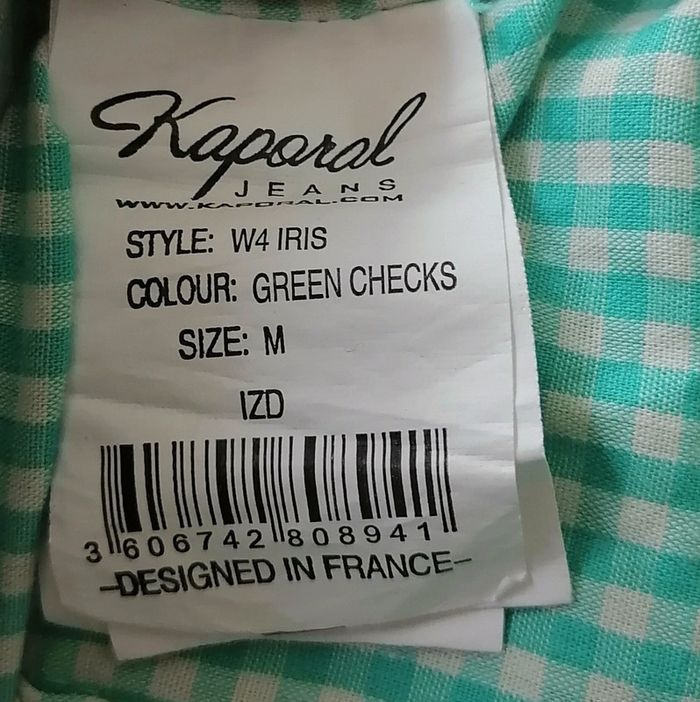 Kaporal
JEANS
WWW.KAPORAL.COM
STYLE: W4 IRIS
COLOUR: GREEN CHECKS
SIZE: M
IZD
3 606742 808941
-DESIGNED IN FRANCE-